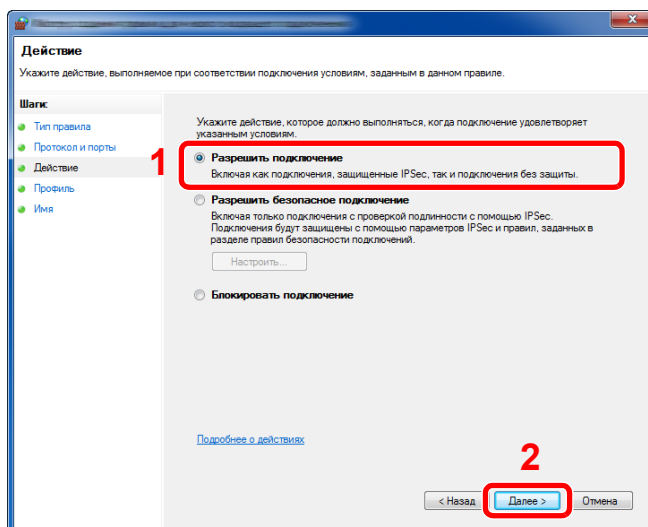 Действие
Укажите действие, выполняемое при соответствии подключения условиям, заданным в данном правиле.
Шаги:
Тип правила
Протокол и порты
Действие
Профиль
Имя
Укажите действие, которое должно выполняться, когда подключение удовлетворяет
указанным условиям.
1
Разрешить подключение
Включая как подключения, защищенные IPSec, так и подключения без защиты.
Разрешить безопасное подключение
Включая только подключения с проверкой подлинности с помощью IPSec.
Подключения будут защищены с помощью параметров IPSec и правил, заданных в
разделе правил безопасности подключений.
Настроить...
Блокировать подключение
Подробнее о действиях
2
< Назад
Далее >
Отмена